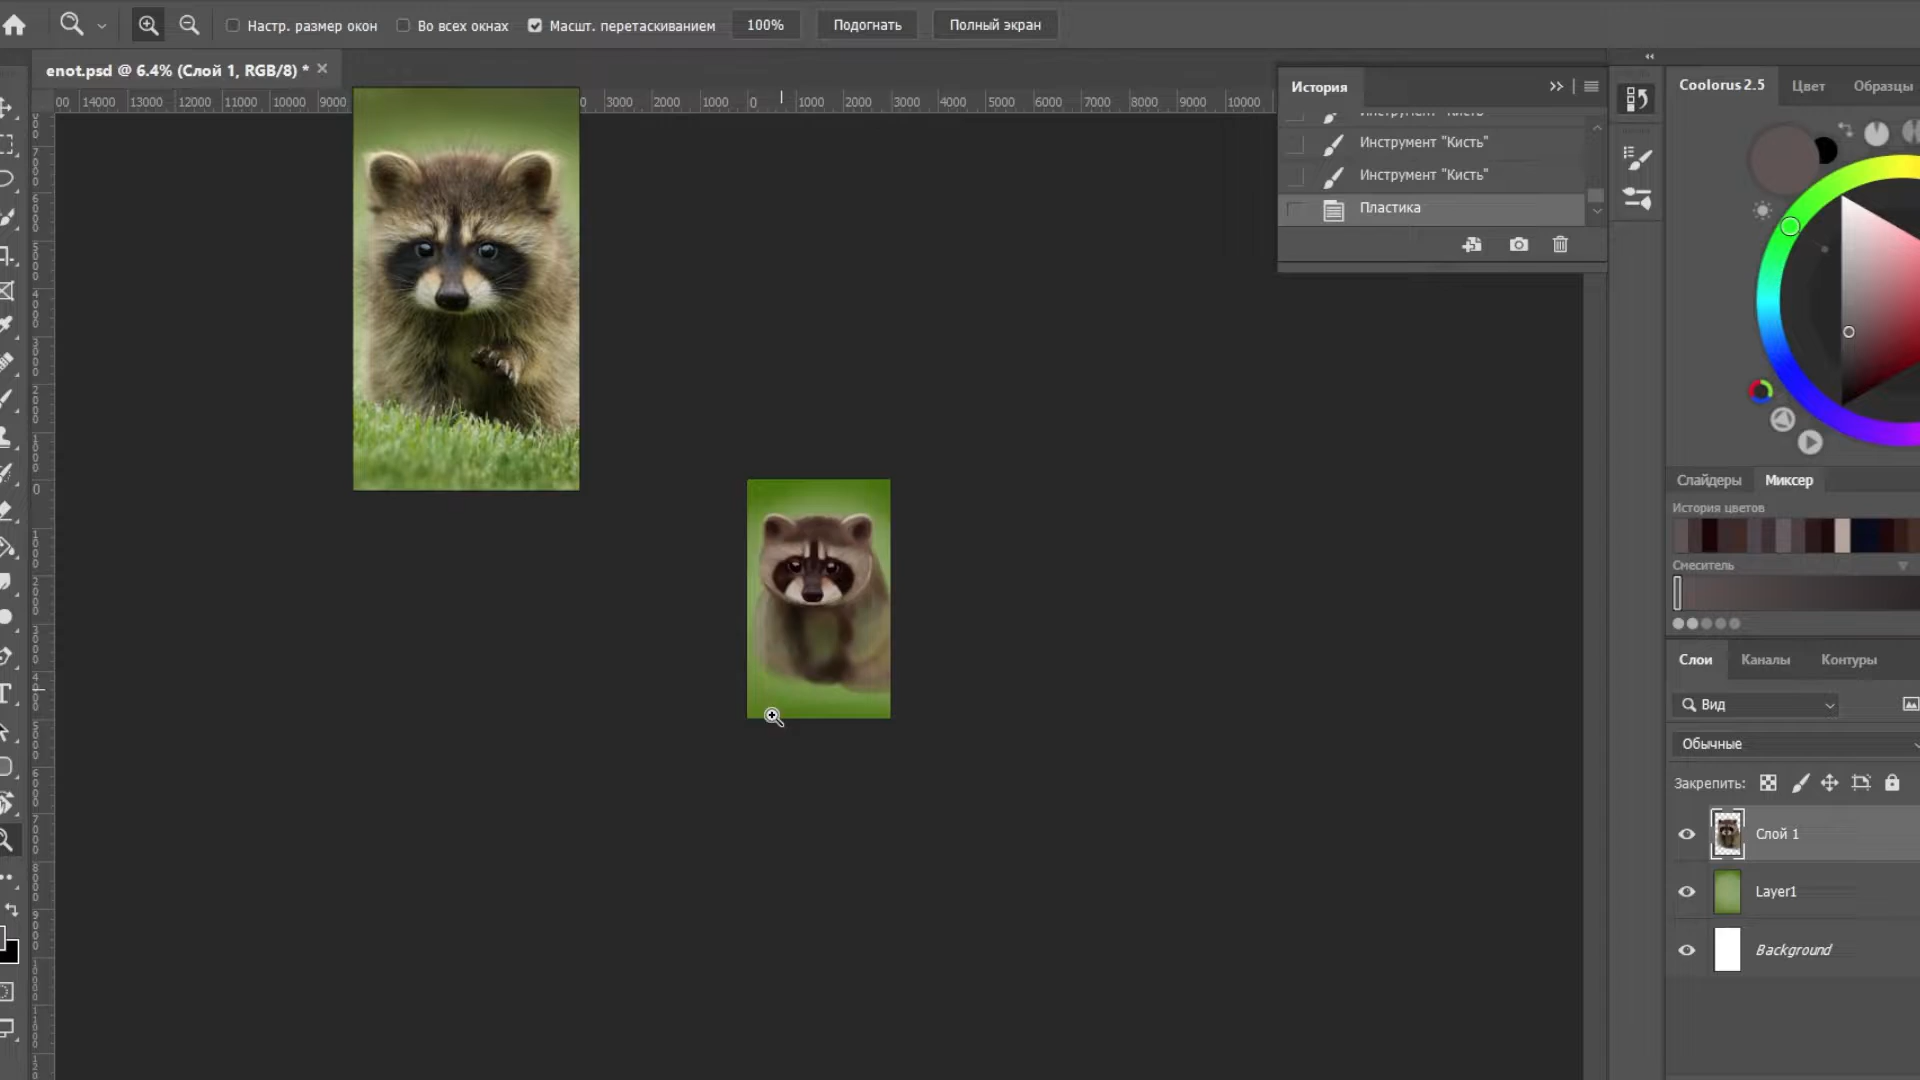 Настр. размер окон
Во всех окнах
Масшт. перетаскиванием
100%
Подогнать
Полный экран
enot.psd @ 6.4% (Слой 1, RGB/8) *
00 14000 13000 12000 11000 10000 9000 0 3000 2000 1000 0 1000 2000 3000 4000 5000 6000 7000 8000 9000 10000
История
Инструмент "Кисть"
Инструмент "Кисть"
Инструмент "Кисть"
Пластика
Coolorus 2.5
Цвет
Образцы
Слайдеры
Миксер
История цветов
Смеситель
Слои
Каналы
Контуры
Вид
Обычные
Закрепить:
Слой 1
Layer1
Background